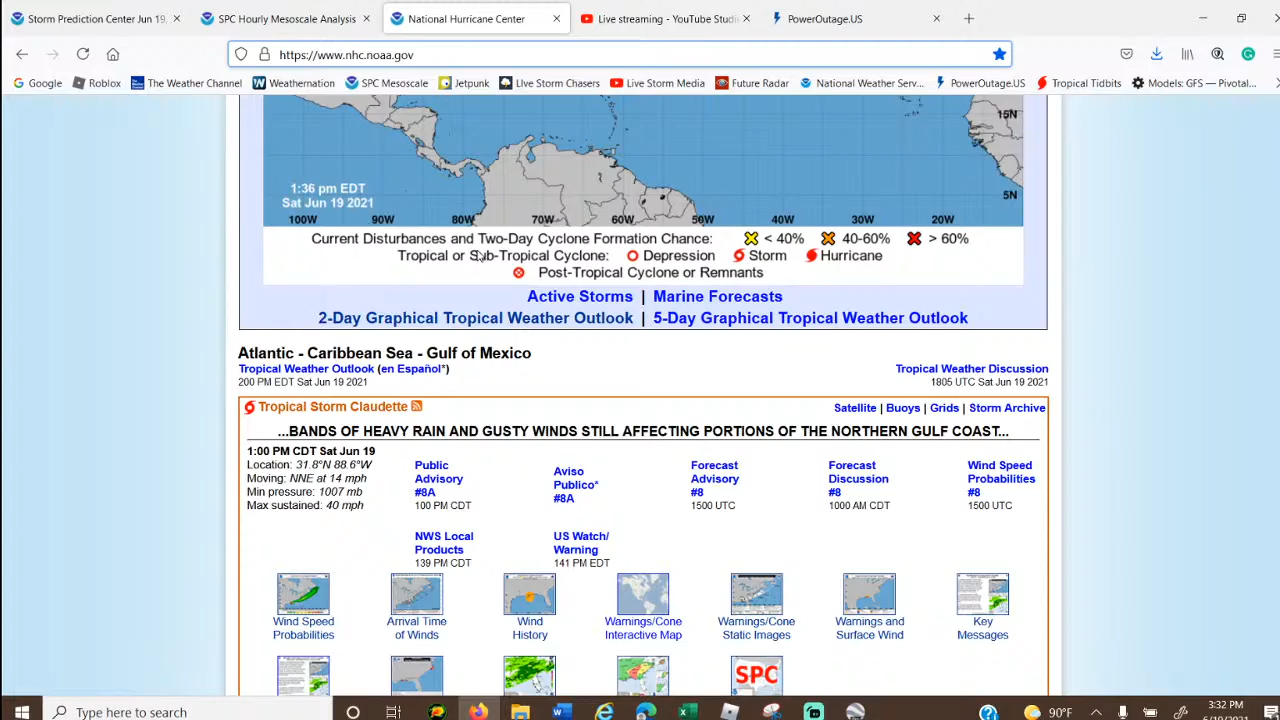 Storm Prediction Center Jun 19,
SPC Hourly Mesoscale Analysis
National Hurricane Center
Live streaming - YouTube Studi
PowerOutage.US
https://www.nhc.noaa.gov
Google
Roblox
The Weather Channel
Weathernation
SPC Mesoscale
Jetpunk
Live Storm Chasers
Live Storm Media
Future Radar
National Weather Serv...
PowerOutage.US
Tropical Tidbits
Models: GFS — Pivotal...
15N
5N
1:36 pm EDT
Sat Jun 19 2021
100W 90W 80W 70W 60W 50W 40W 30W 20W
Current Disturbances and Two-Day Cyclone Formation Chance: < 40% 40-60% > 60%
Tropical or Sub-Tropical Cyclone: Depression Storm Hurricane
Post-Tropical Cyclone or Remnants
Active Storms | Marine Forecasts
2-Day Graphical Tropical Weather Outlook | 5-Day Graphical Tropical Weather Outlook
Atlantic - Caribbean Sea - Gulf of Mexico
Tropical Weather Outlook (en Español*)
Tropical Weather Discussion
200 PM EDT Sat Jun 19 2021
1805 UTC Sat Jun 19 2021
Tropical Storm Claudette
Satellite | Buoys | Grids | Storm Archive
...BANDS OF HEAVY RAIN AND GUSTY WINDS STILL AFFECTING PORTIONS OF THE NORTHERN GULF COAST...
1:00 PM CDT Sat Jun 19
Location: 31.8°N 88.6°W
Moving: NNE at 14 mph
Min pressure: 1007 mb
Max sustained: 40 mph
Public
Advisory
#8A
100 PM CDT
Aviso
Publico*
#8A
Forecast
Advisory
#8
1500 UTC
Forecast
Discussion
#8
1000 AM CDT
Wind Speed
Probabilities
#8
1500 UTC
NWS Local
Products
139 PM CDT
US Watch/
Warning
141 PM EDT
Wind Speed
Probabilities
Arrival Time
of Winds
Wind
History
Warnings/Cone
Interactive Map
Warnings/Cone
Static Images
Warnings and
Surface Wind
Key
Messages
SPC
Type here to search
90°F
3:32 PM
6/19/2021